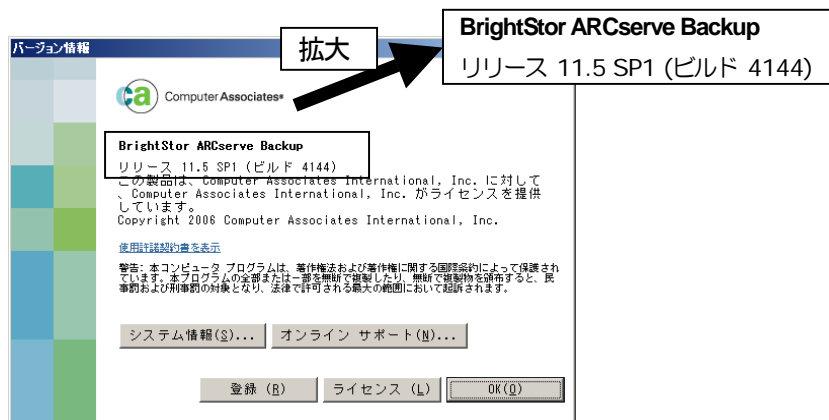 バージョン情報
拡大
BrightStor ARCserve Backup
リリース 11.5 SP1 (ビルド 4144)
ca
Computer Associates®
BrightStor ARCserve Backup
リリース 11.5 SP1 (ビルド 4144)
この製品は、Computer Associates International, Inc. に対して
、Computer Associates International, Inc. がライセンスを提供
しています。
Copyright 2006 Computer Associates International, Inc.
使用許諾契約書を表示
警告: 本コンピュータ プログラムは、著作権法および著作権に関する国際条約によって保護され
ています。本プログラムの全部または一部を無断で複製したり、無断で複製物を頒布すると、民
事罰および刑事罰の対象となり、法律で許可される最大の範囲において起訴されます。
システム情報(S)...
オンライン サポート(N)...
登録 (R)
ライセンス (L)
OK(O)